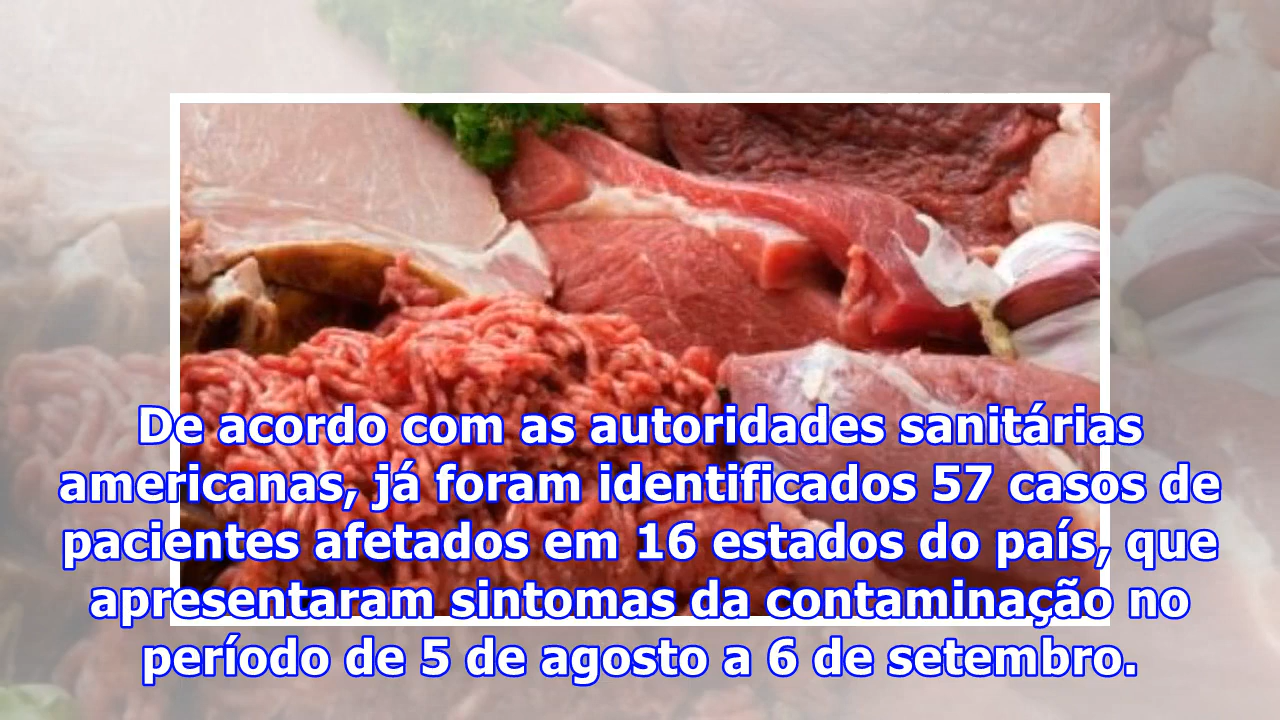 De acordo com as autoridades sanitárias
americanas, já foram identificados 57 casos de
pacientes afetados em 16 estados do país, que
apresentaram sintomas da contaminação no
período de 5 de agosto a 6 de setembro.